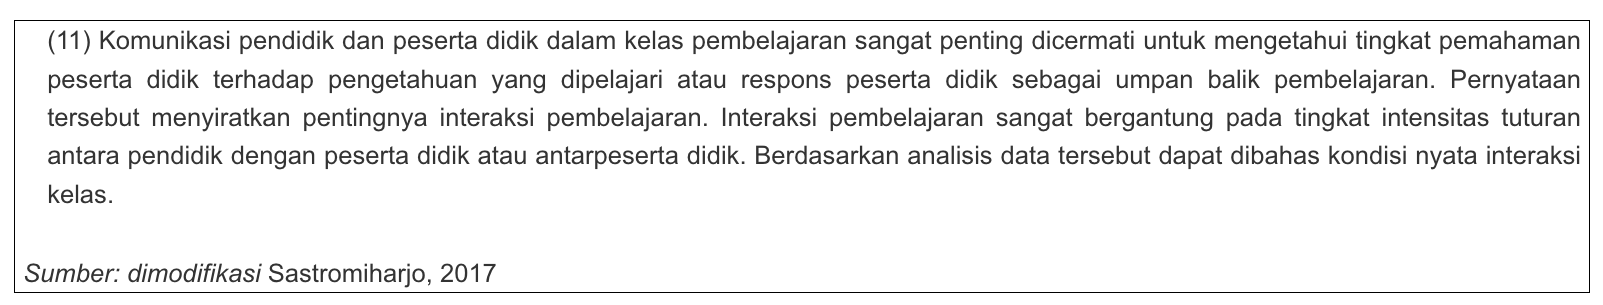 (11) Komunikasi pendidik dan peserta didik dalam kelas pembelajaran sangat penting dicermati untuk mengetahui tingkat pemahaman
peserta didik terhadap pengetahuan yang dipelajari atau respons peserta didik sebagai umpan balik pembelajaran. Pernyataan
tersebut menyiratkan pentingnya interaksi pembelajaran. Interaksi pembelajaran sangat bergantung pada tingkat intensitas tuturan
antara pendidik dengan peserta didik atau antarpeserta didik. Berdasarkan analisis data tersebut dapat dibahas kondisi nyata interaksi
kelas.
Sumber: dimodifikasi Sastromiharjo, 2017